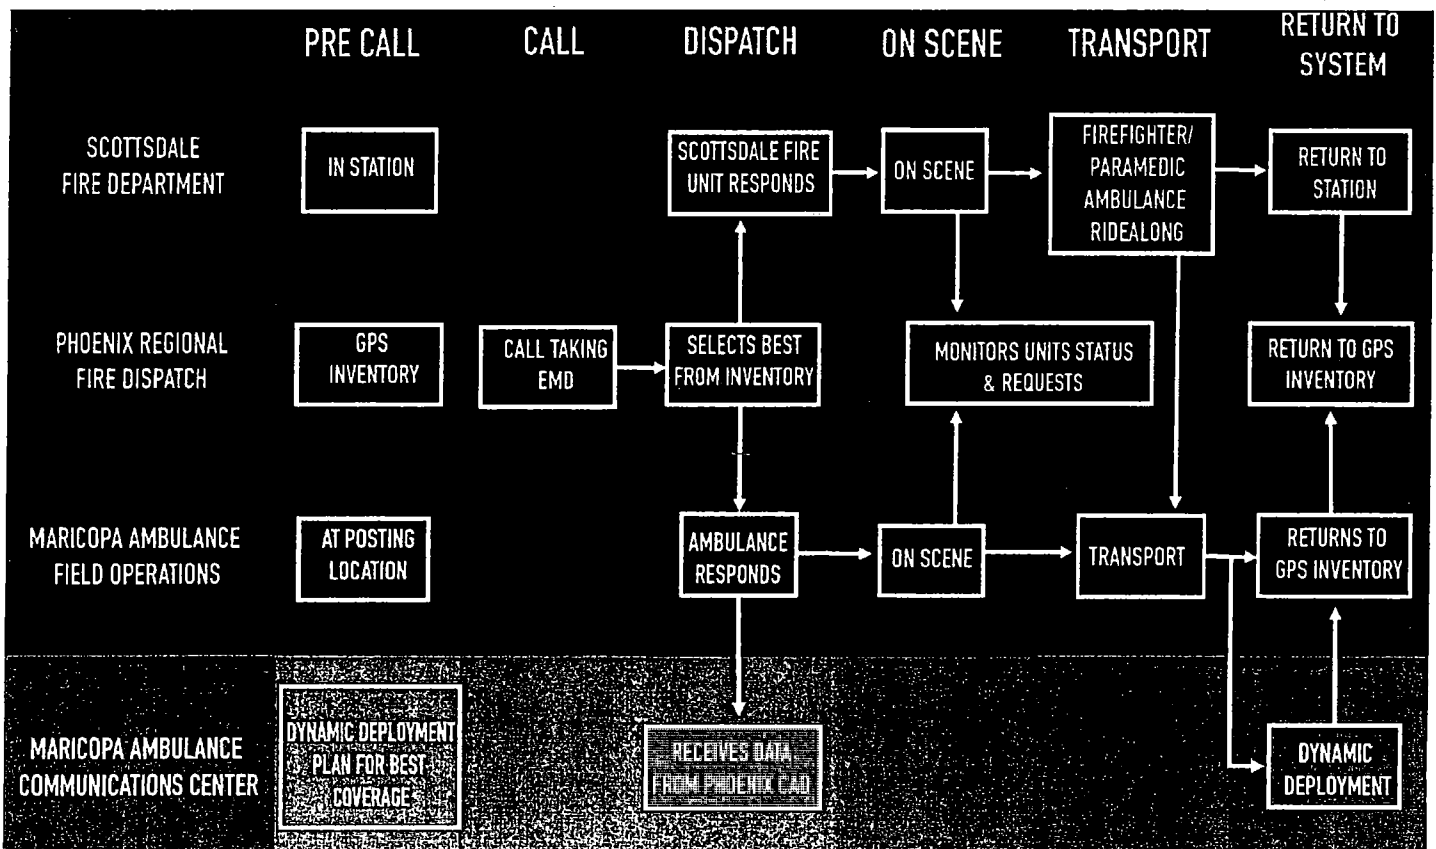 PRE CALL
CALL
DISPATCH
ON SCENE
TRANSPORT
RETURN TO
SYSTEM
SCOTTSDALE
FIRE DEPARTMENT
IN STATION
SCOTTSDALE FIRE
UNIT RESPONDS
ON SCENE
FIREFIGHTER/
PARAMEDIC
AMBULANCE
RIDEALONG
RETURN TO
STATION
PHOENIX REGIONAL
FIRE DISPATCH
GPS
INVENTORY
CALL TAKING
EMD
SELECTS BEST
FROM INVENTORY
MONITORS UNITS STATUS
& REQUESTS
RETURN TO GPS
INVENTORY
MARICOPA AMBULANCE
FIELD OPERATIONS
AT POSTING
LOCATION
AMBULANCE
RESPONDS
ON SCENE
TRANSPORT
RETURNS TO
GPS INVENTORY
MARICOPA AMBULANCE
COMMUNICATIONS CENTER
DYNAMIC DEPLOYMENT
PLAN FOR BEST
COVERAGE
RECEIVES DATA
FROM PHOENIX CAD
DYNAMIC
DEPLOYMENT